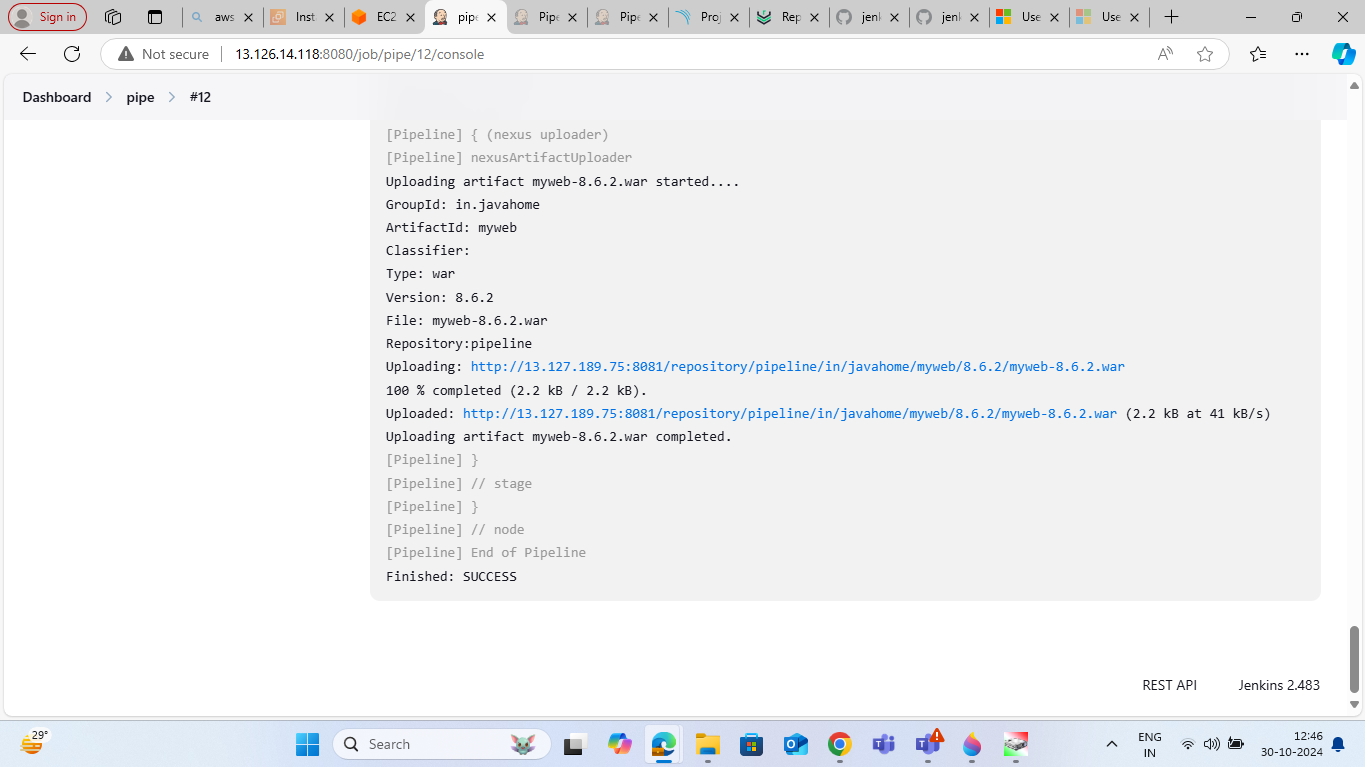 Sign in
aws
Inst
EC2
pipe
Pipe
Pipe
Proj
Rep
jenk
jenk
Use
Use
Not secure
13.126.14.118:8080/job/pipe/12/console
Dashboard
pipe
#12
[Pipeline] { (nexus uploader)
[Pipeline] nexusArtifactUploader
Uploading artifact myweb-8.6.2.war started....
GroupId: in.javahome
ArtifactId: myweb
Classifier:
Type: war
Version: 8.6.2
File: myweb-8.6.2.war
Repository:pipeline
Uploading: http://13.127.189.75:8081/repository/pipeline/in/javahome/myweb/8.6.2/myweb-8.6.2.war
100 % completed (2.2 kB / 2.2 kB).
Uploaded: http://13.127.189.75:8081/repository/pipeline/in/javahome/myweb/8.6.2/myweb-8.6.2.war (2.2 kB at 41 kB/s)
Uploading artifact myweb-8.6.2.war completed.
[Pipeline] }
[Pipeline] // stage
[Pipeline] }
[Pipeline] // node
[Pipeline] End of Pipeline
Finished: SUCCESS
REST API
Jenkins 2.483
29°
Search
ENG
IN
12:46
30-10-2024